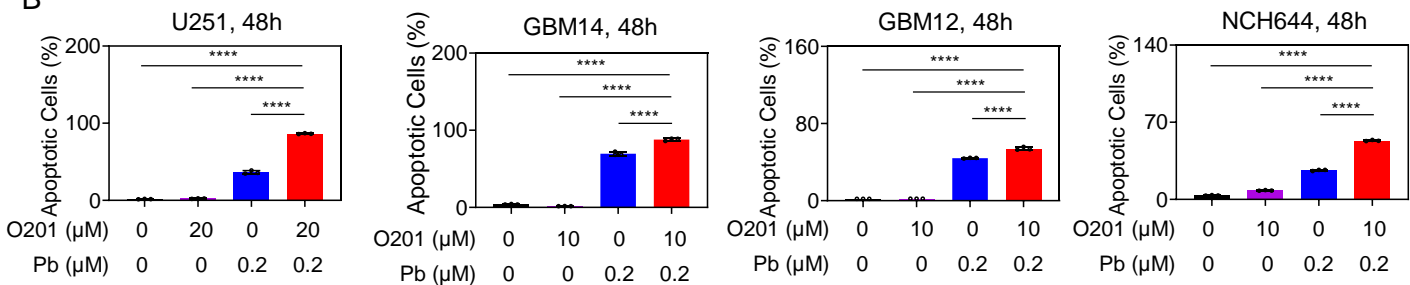 B
U251, 48h
Apoptotic Cells (%)
200
100
0
****
****
****
O201 (µM) 0 20 0 20
Pb (µM) 0 0 0.2 0.2
GBM14, 48h
Apoptotic Cells (%)
200
100
0
****
****
****
0 10 0 10
Pb (µM) 0 0 0.2 0.2
GBM12, 48h
Apoptotic Cells (%)
160
80
0
****
****
****
O201 (µM) 0 10 0 10
Pb (µM) 0 0 0.2 0.2
NCH644, 48h
Apoptotic Cells (%)
140
70
0
****
****
****
O201 (µM) 0 10 0 10
Pb (µM) 0 0 0.2 0.2